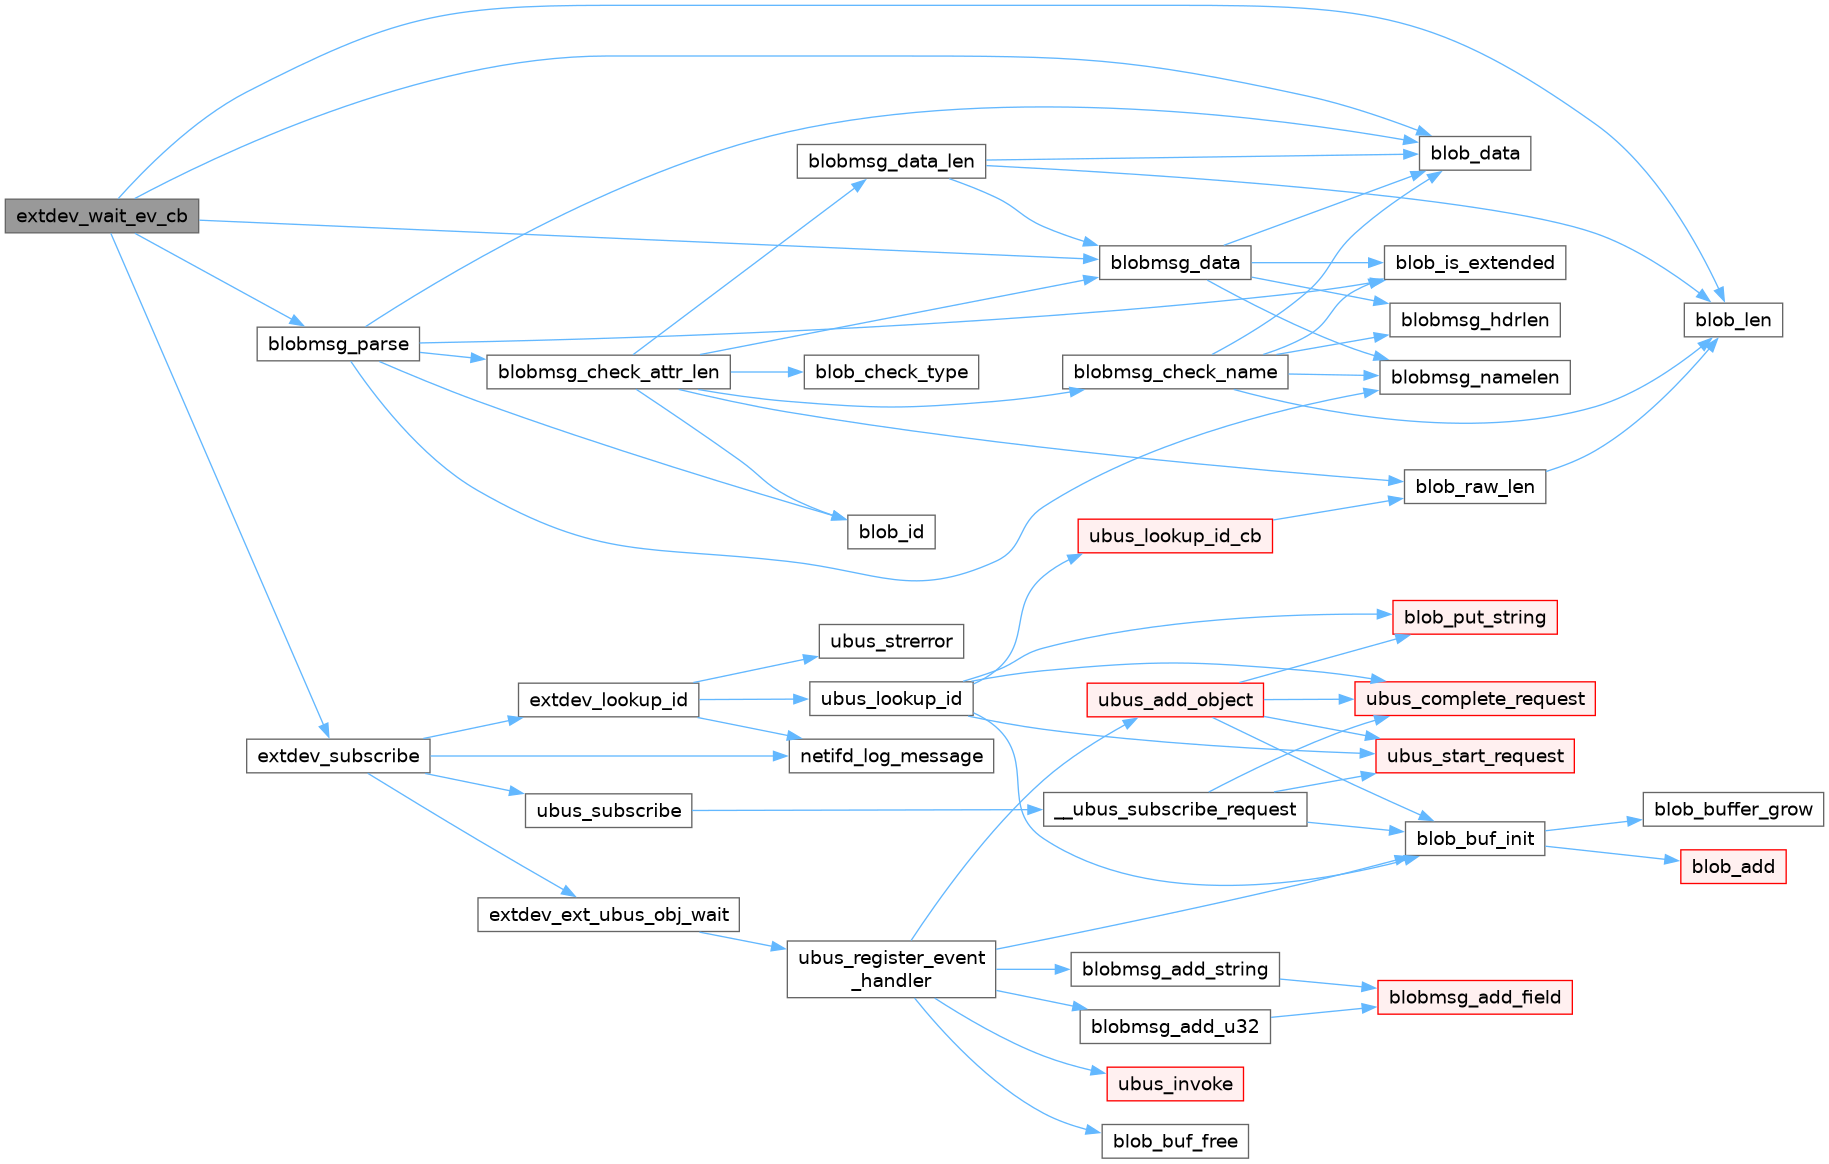 extdev_wait_ev_cb
blobmsg_parse
extdev_subscribe
blobmsg_check_attr_len
extdev_lookup_id
ubus_subscribe
extdev_ext_ubus_obj_wait
blobmsg_data_len
blob_check_type
blob_id
ubus_strerror
ubus_lookup_id
netifd_log_message
ubus_register_event
_handler
blobmsg_data
blobmsg_check_name
ubus_lookup_id_cb
ubus_add_object
__ubus_subscribe_request
blobmsg_add_string
blobmsg_add_u32
ubus_invoke
blob_buf_free
blob_data
blob_is_extended
blobmsg_hdrlen
blobmsg_namelen
blob_raw_len
blob_put_string
ubus_complete_request
ubus_start_request
blob_buf_init
blobmsg_add_field
blob_len
blob_buffer_grow
blob_add